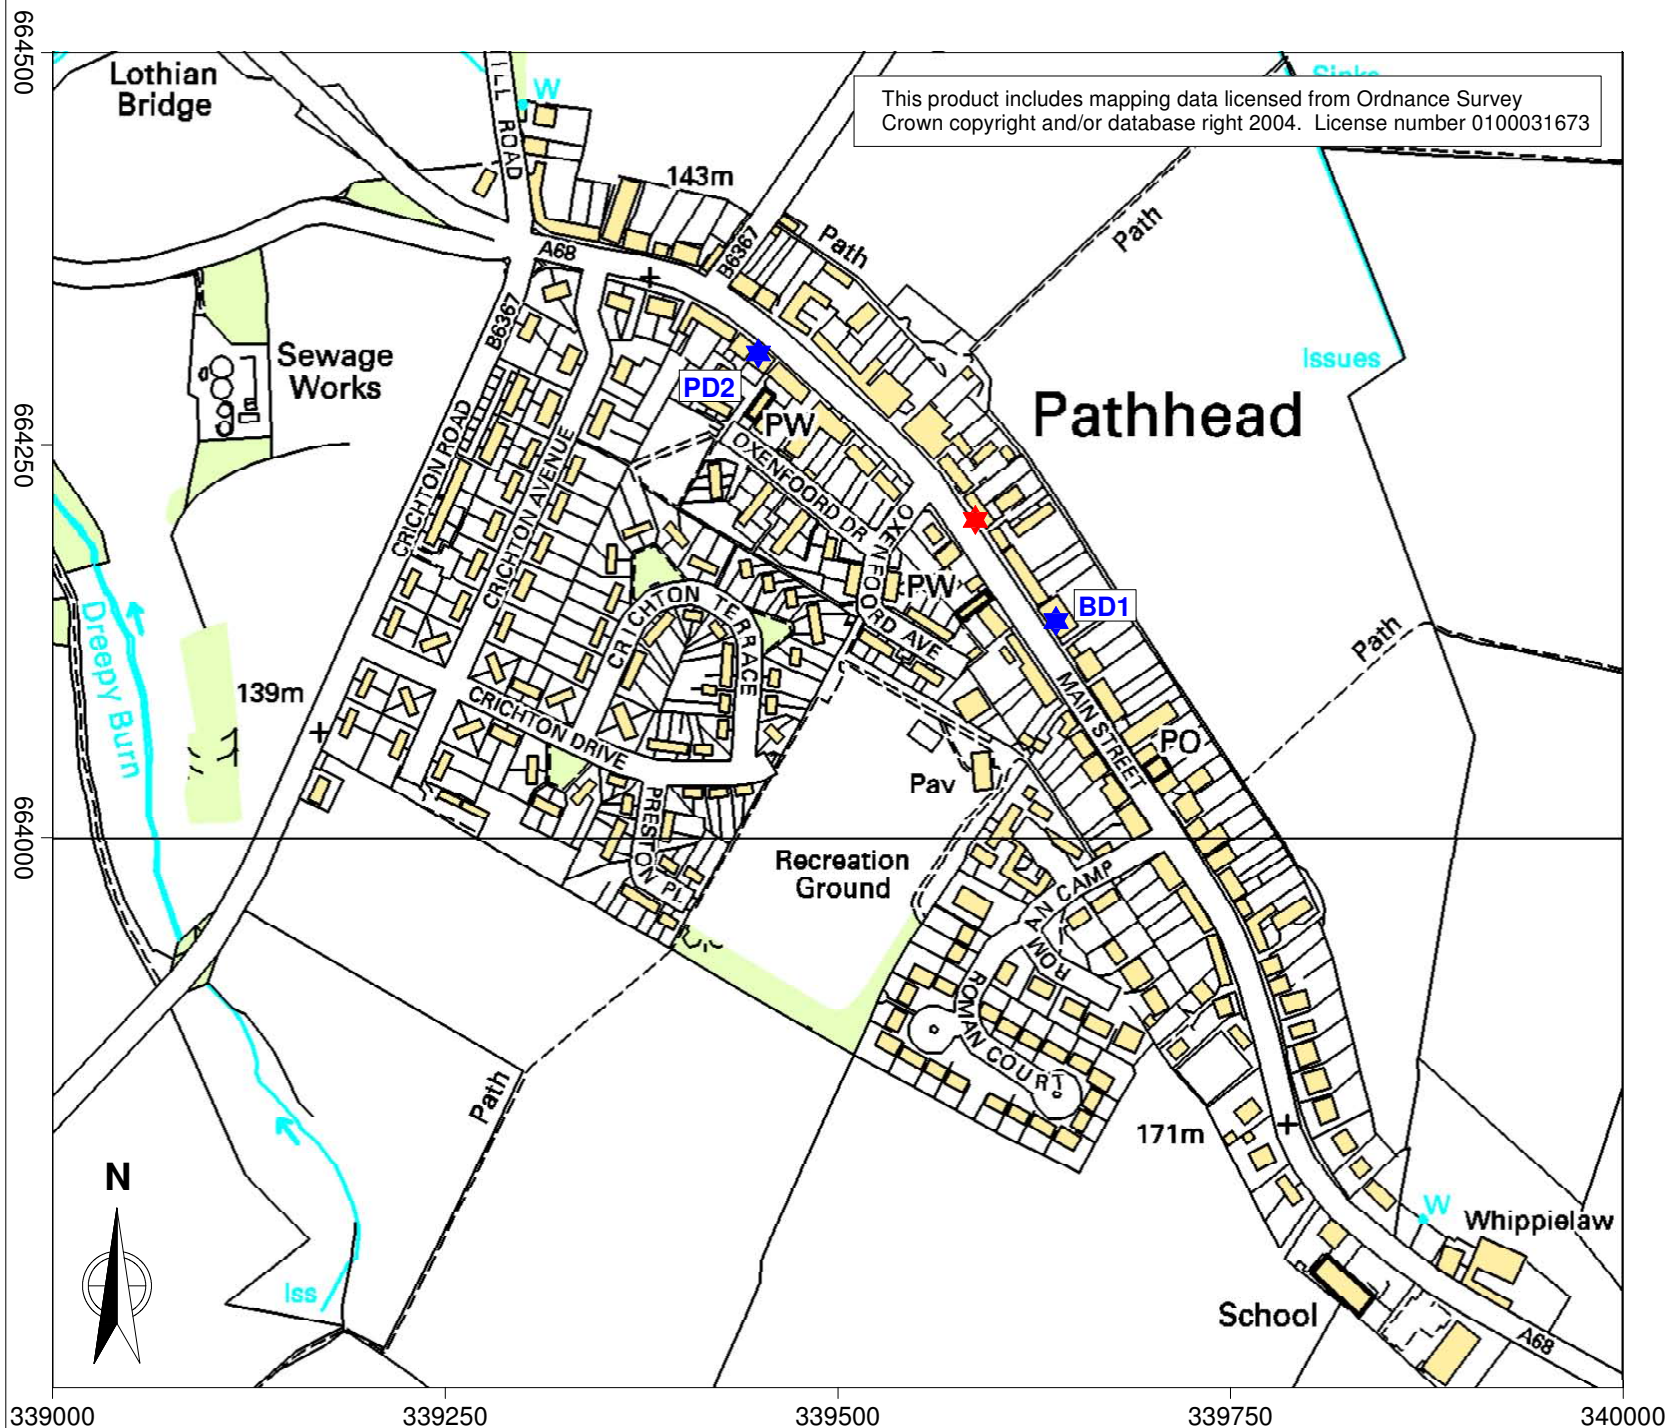 664500
Lothian
Bridge
ILL ROAD
W
Sinks
This product includes mapping data licensed from Ordnance Survey
Crown copyright and/or database right 2004. License number 0100031673
143m
A68
B6367
Path
Path
B6367
Sewage
Works
Issues
PD2
PW
Pathhead
664250
CRICHTON ROAD
CRICHTON AVENUE
OXENFOORD DR
OXENFOORD AVE
PW
BD1
Dreepy Burn
CRICHTON TERRACE
Path
139m
CRICHTON DRIVE
MAIN STREET
PO
Pav
PRESTON PL
664000
Recreation
Ground
ROMAN CAMP
ROMAN COURT
Path
171m
N
W
Whippielaw
Iss
School
A68
339000
339250
339500
339750
340000